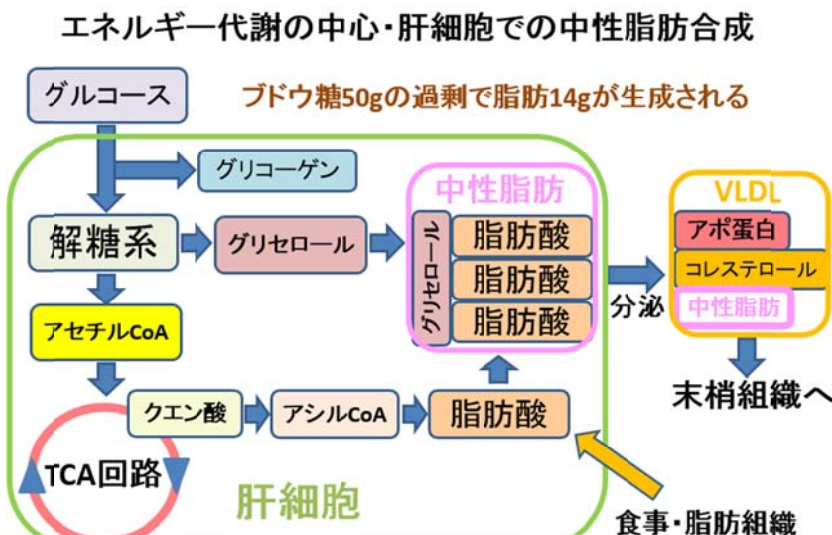 エネルギー代謝の中心・肝細胞での中性脂肪合成
グルコース
ブドウ糖50gの過剰で脂肪14gが生成される
グリコーゲン
中性脂肪
VLDL
解糖系
グリセロール
グリセロール
脂肪酸
脂肪酸
脂肪酸
アポ蛋白
コレステロール
中性脂肪
分泌
アセチルCoA
末梢組織へ
クエン酸
アシルCoA
脂肪酸
TCA回路
肝細胞
食事・脂肪組織